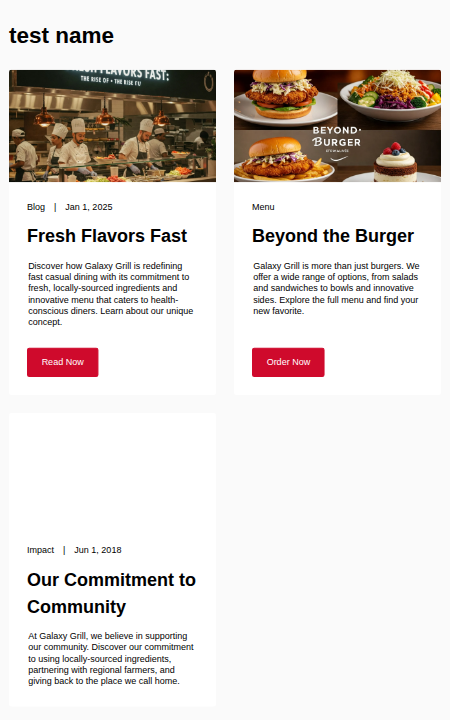 test name
FLAVORS FAST:
THE RISE OF • THE RISE
BEYOND·
BURGER
Blog | Jan 1, 2025
Menu
Fresh Flavors Fast
Beyond the Burger
Discover how Galaxy Grill is redefining
fast casual dining with its commitment to
fresh, locally-sourced ingredients and
innovative menu that caters to health-
conscious diners. Learn about our unique
concept.
Galaxy Grill is more than just burgers. We
offer a wide range of options, from salads
and sandwiches to bowls and innovative
sides. Explore the full menu and find your
new favorite.
Read Now
Order Now
Impact | Jun 1, 2018
Our Commitment to
Community
At Galaxy Grill, we believe in supporting
our community. Discover our commitment
to using locally-sourced ingredients,
partnering with regional farmers, and
giving back to the place we call home.